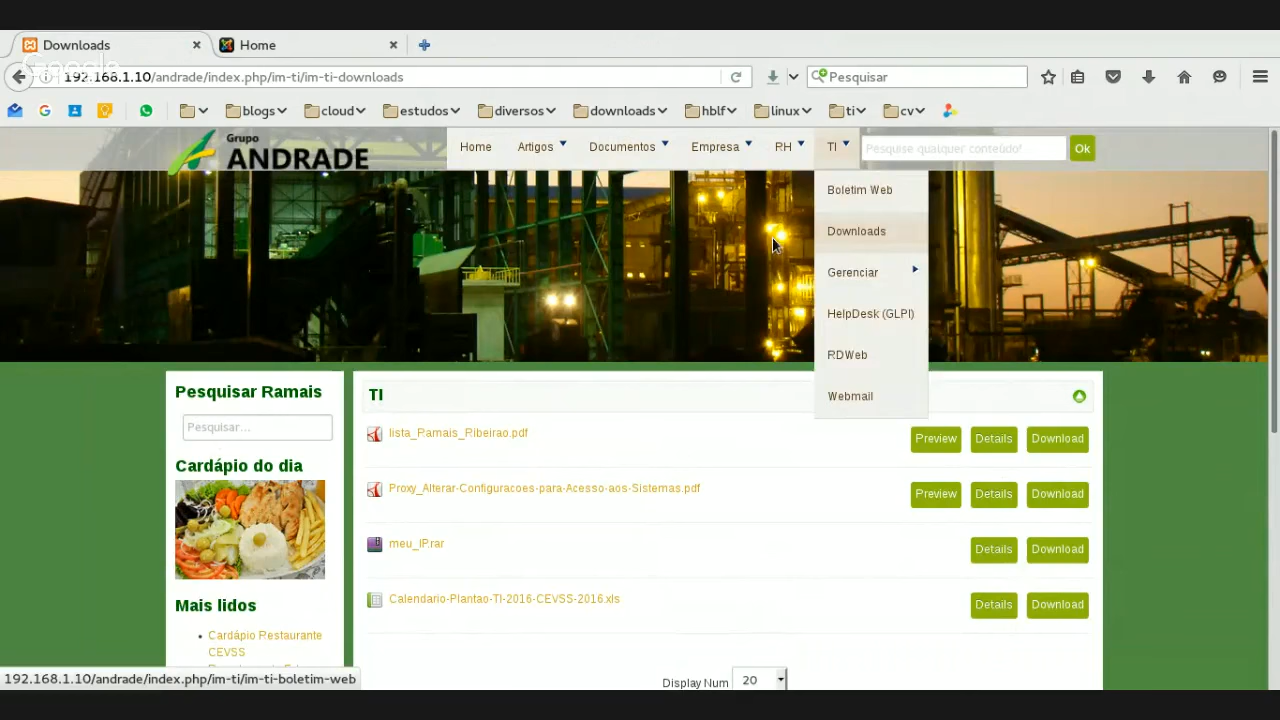 Downloads
Home
Google
192.168.1.10/andrade/index.php/im-ti/im-ti-downloads
Pesquisar
blogs
cloud
estudos
diversos
downloads
hblf
linux
ti
cv
Grupo
ANDRADE
Home
Artigos
Documentos
Empresa
RH
TI
Pesquise qualquer conteúdo!
Ok
Boletim Web
Downloads
Gerenciar
HelpDesk (GLPI)
RDWeb
Webmail
Pesquisar Ramais
Pesquisar...
Cardápio do dia
Mais lidos
Cardápio Restaurante
CEVSS
TI
lista_Ramais_Ribeirao.pdf
Preview
Details
Download
Proxy_Alterar-Configuracoes-para-Acesso-aos-Sistemas.pdf
Preview
Details
Download
meu_IP.rar
Details
Download
Calendario-Plantao-TI-2016-CEVSS-2016.xls
Details
Download
Display Num
20
192.168.1.10/andrade/index.php/im-ti/im-ti-boletim-web